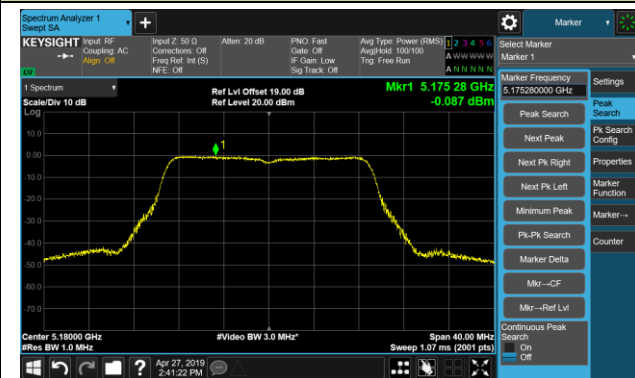 Spectrum Analyzer 1
Swept SA
KEYSIGHT
Input: RF
Coupling: AC
Align: Off
Input Z: 50 Ω
Corrections: Off
Freq Ref: Int (S)
NFE: Off
Atten: 20 dB
PNO: Fast
Gate: Off
IF Gain: Low
Sig Track: Off
Avg Type: Power (RMS)
Avg|Hold: 100/100
Trig: Free Run
1 2 3 4 5 6
A W W W W W
A N N N N N
LU
1 Spectrum
Scale/Div 10 dB
Log
Ref Lvl Offset 19.00 dB
Ref Level 20.00 dBm
Mkr1 5.175 28 GHz
-0.087 dBm
10.0
0.00
-10.0
-20.0
-30.0
-40.0
-50.0
-60.0
-70.0
1
Center 5.18000 GHz
#Res BW 1.0 MHz
#Video BW 3.0 MHz*
Span 40.00 MHz
Sweep 1.07 ms (2001 pts)
Apr 27, 2019
2:41:22 PM
Marker
Select Marker
Marker 1
Marker Frequency
5.175280000 GHz
Peak Search
Next Peak
Next Pk Right
Next Pk Left
Minimum Peak
Pk-Pk Search
Marker Delta
Mkr→CF
Mkr→Ref Lvl
Continuous Peak
Search
On
Off
Settings
Peak
Search
Pk Search
Config
Properties
Marker
Function
Marker→
Counter